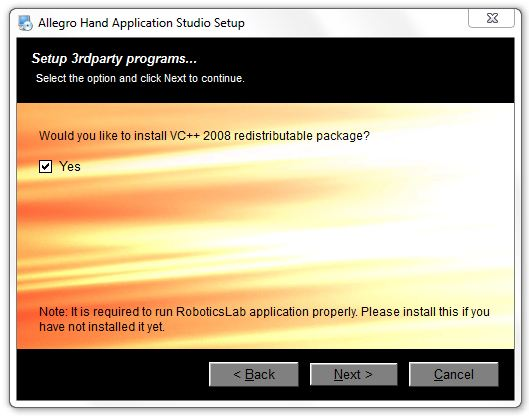 Allegro Hand Application Studio Setup
Setup 3rdparty programs...
Select the option and click Next to continue.
Would you like to install VC++ 2008 redistributable package?
Yes
Note: It is required to run RoboticsLab application properly. Please install this if you
have not installed it yet.
< Back Next > Cancel